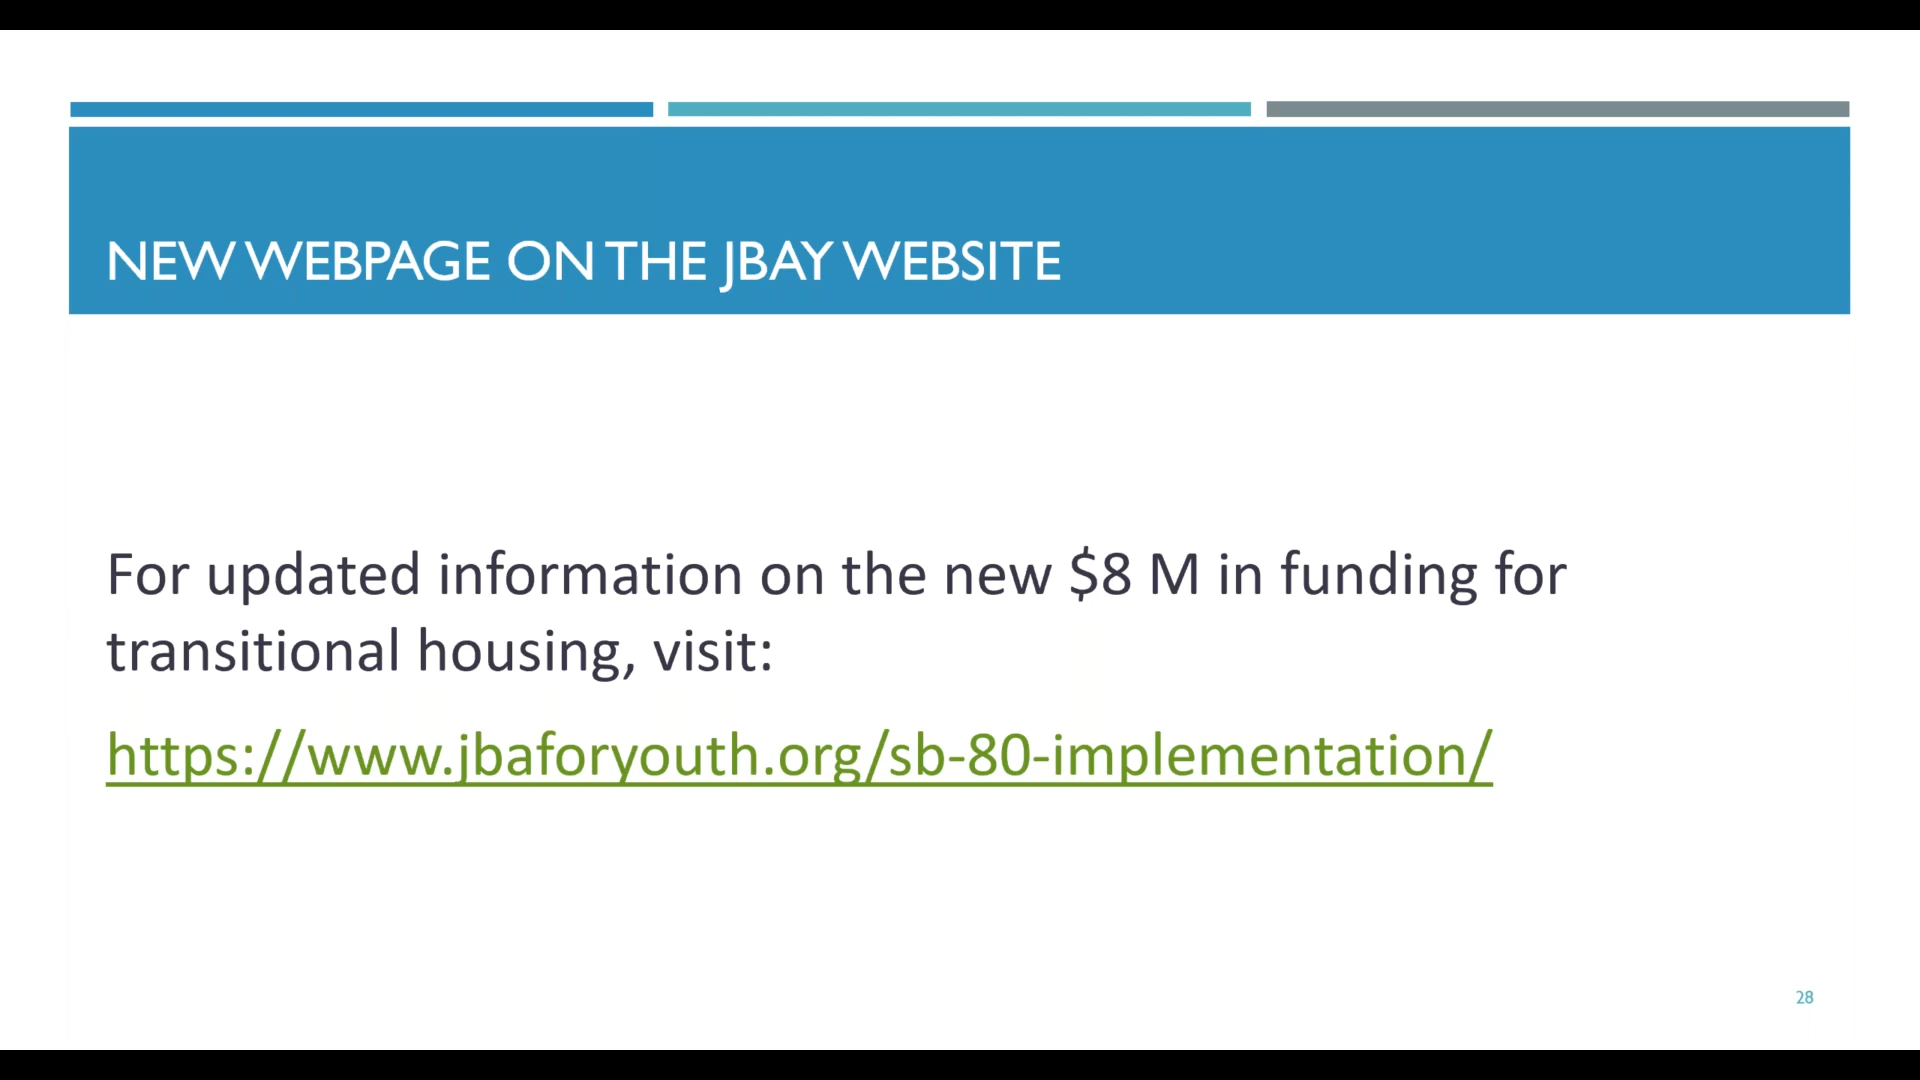 NEW WEBPAGE ON THE JBAY WEBSITE
For updated information on the new $8 M in funding for
transitional housing, visit:
https://www.jbaforyouth.org/sb-80-implementation/
28